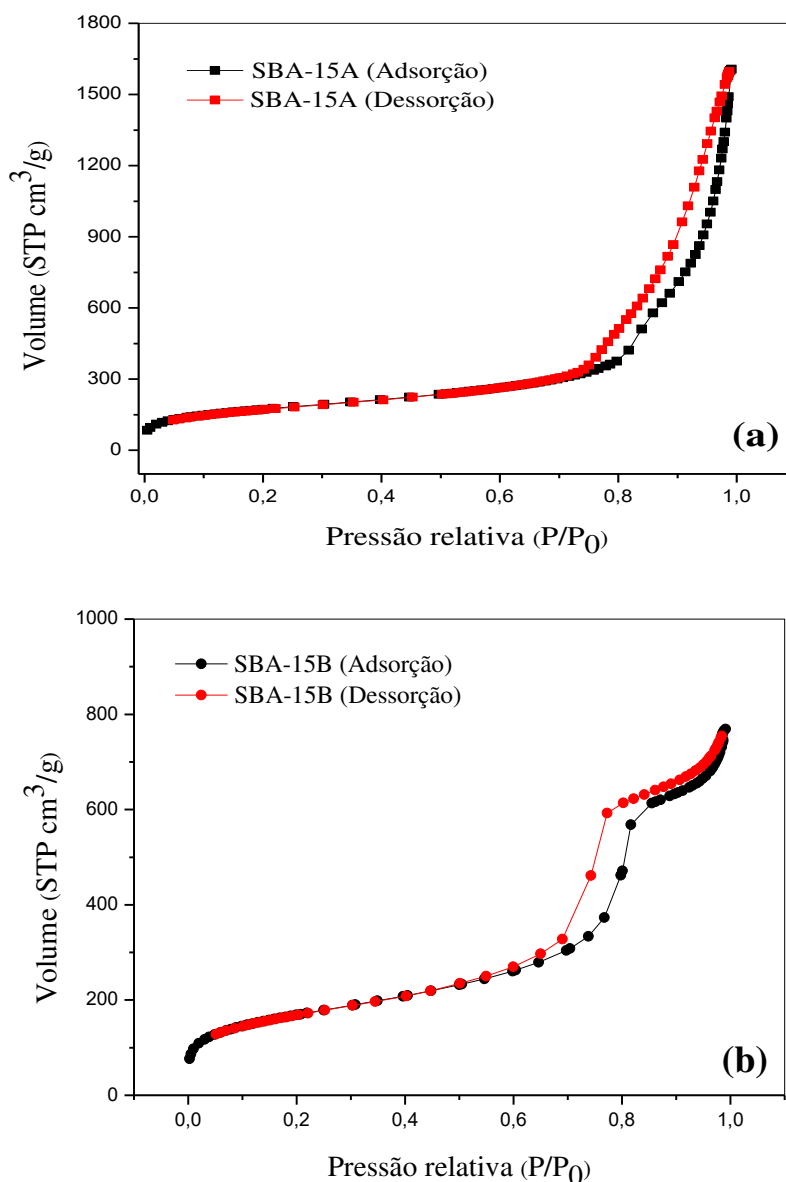 1800
1500
1200
900
600
300
0
Volume (STP cm³/g)
SBA-15A (Adsorção)
SBA-15A (Dessorção)
(a)
0,0 0,2 0,4 0,6 0,8 1,0
Pressão relativa (P/P₀)
1000
800
600
400
200
0
Volume (STP cm³/g)
SBA-15B (Adsorção)
SBA-15B (Dessorção)
(b)
0,0 0,2 0,4 0,6 0,8 1,0
Pressão relativa (P/P₀)